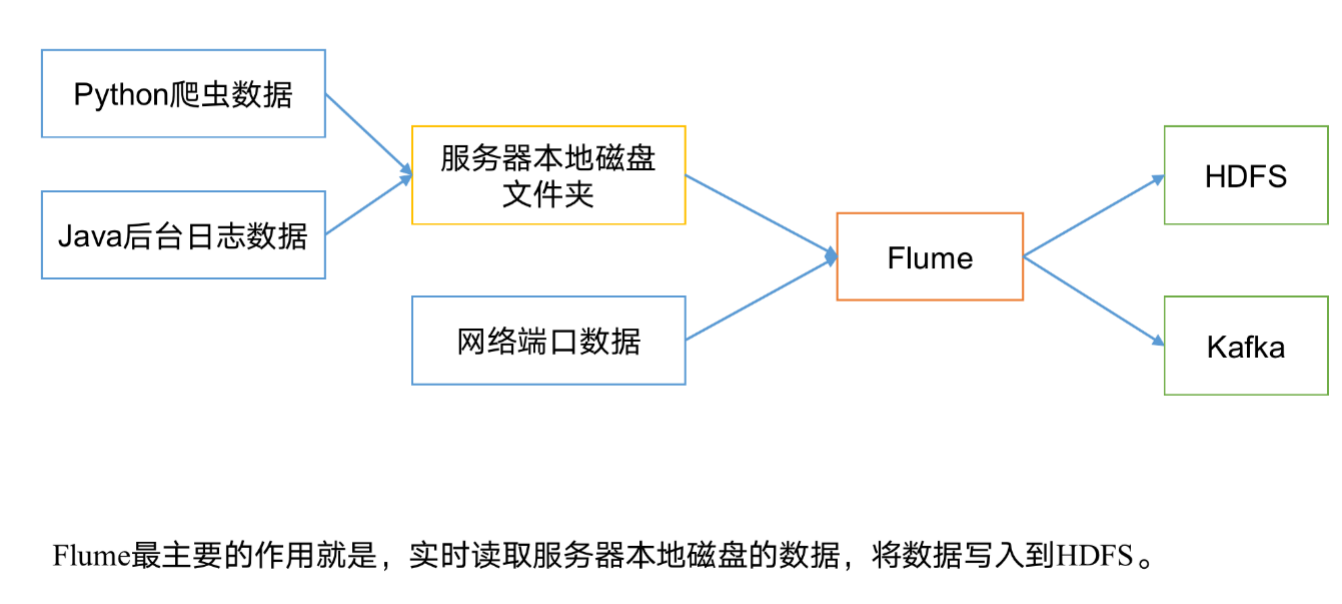 Python爬虫数据
Java后台日志数据
服务器本地磁盘
文件夹
网络端口数据
Flume
HDFS
Kafka
Flume最主要的作用就是，实时读取服务器本地磁盘的数据，将数据写入到HDFS。